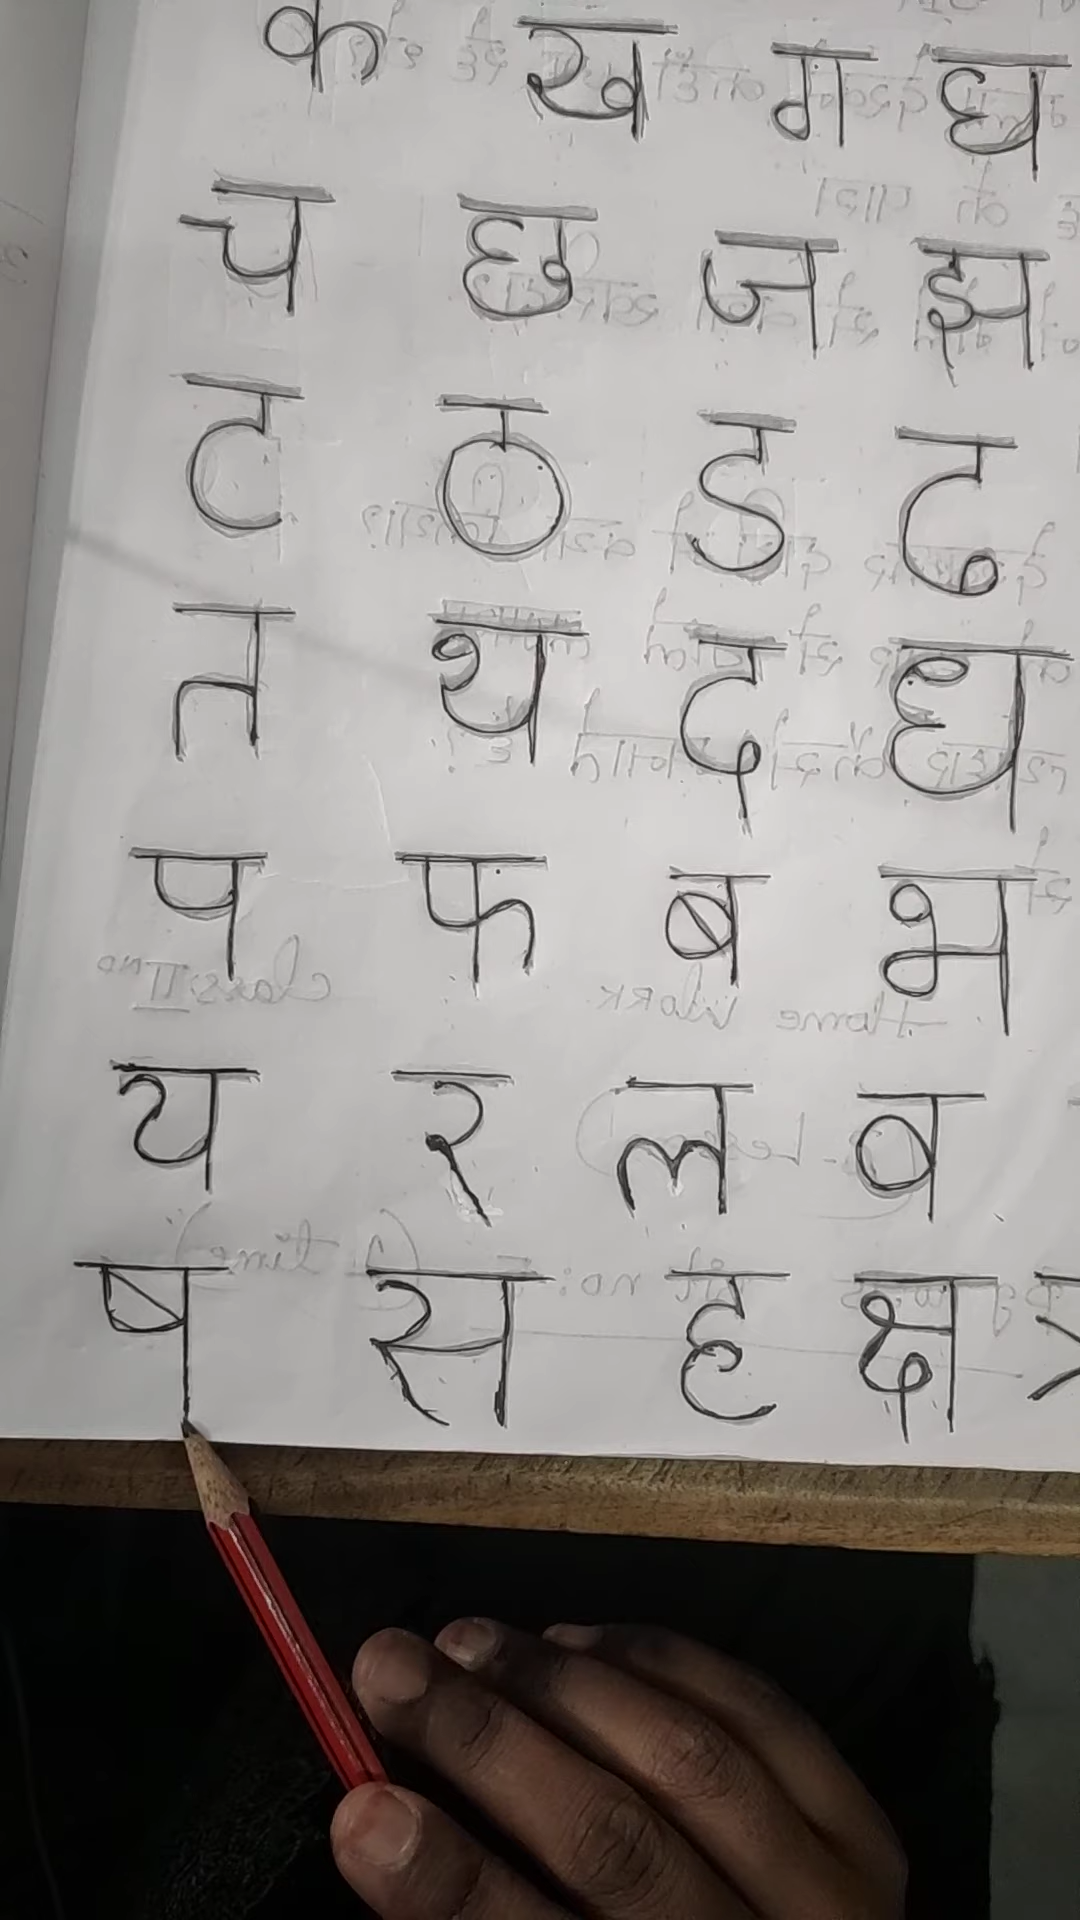 क ख ग घ
च छ ज झ
ट ठ ड ढ
त थ द ध
प फ ब भ
य र ल व
ष स ह क्ष